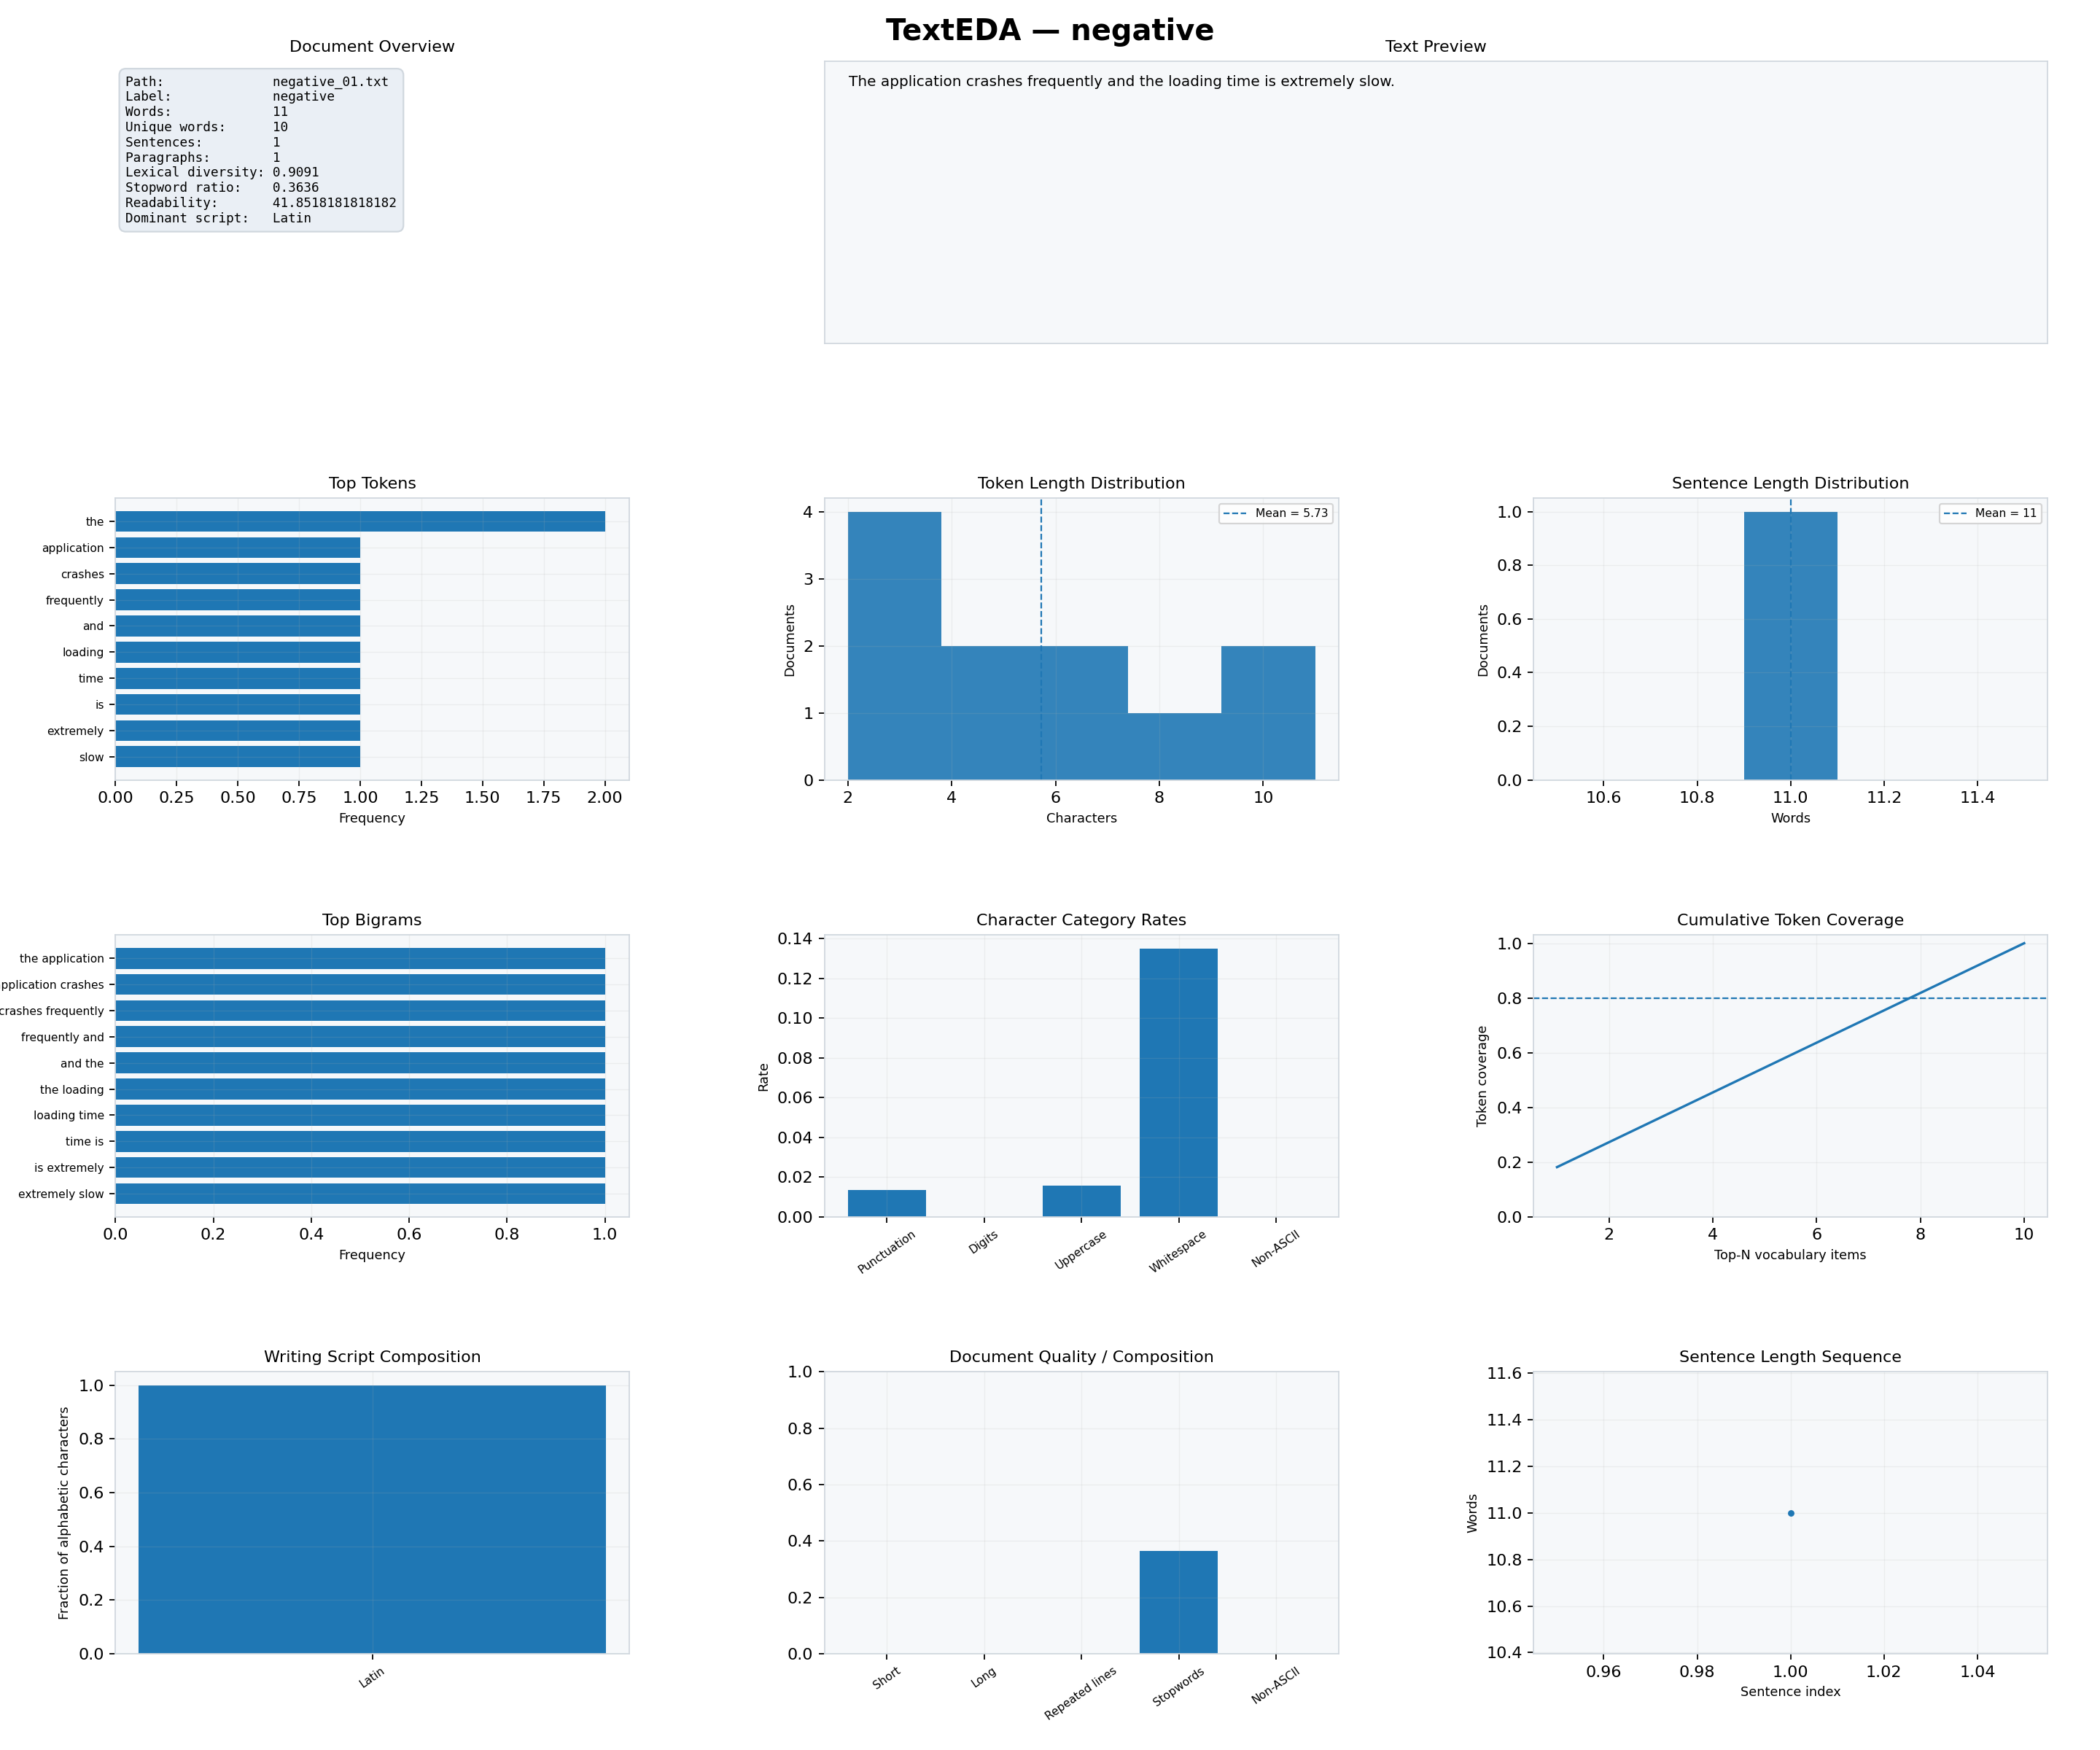 TextEDA — negative
Document Overview
Path: negative_01.txt
Label: negative
Words: 11
Unique words: 10
Sentences: 1
Paragraphs: 1
Lexical diversity: 0.9091
Stopword ratio: 0.3636
Readability: 41.8518181818182
Dominant script: Latin
Text Preview
The application crashes frequently and the loading time is extremely slow.
Top Tokens
the
application
crashes
frequently
and
loading
time
is
extremely
slow
0.00 0.25 0.50 0.75 1.00 1.25 1.50 1.75 2.00
Frequency
Token Length Distribution
Mean = 5.73
Documents
4
3
2
1
0
2 4 6 8 10
Characters
Sentence Length Distribution
Mean = 11
Documents
1.0
0.8
0.6
0.4
0.2
0.0
10.6 10.8 11.0 11.2 11.4
Words
Top Bigrams
the application
pplication crashes
crashes frequently
frequently and
and the
the loading
loading time
time is
is extremely
extremely slow
0.0 0.2 0.4 0.6 0.8 1.0
Frequency
Character Category Rates
Rate
0.14
0.12
0.10
0.08
0.06
0.04
0.02
0.00
Punctuation Digits Uppercase Whitespace Non-ASCII
Cumulative Token Coverage
Token coverage
1.0
0.8
0.6
0.4
0.2
0.0
2 4 6 8 10
Top-N vocabulary items
Writing Script Composition
Fraction of alphabetic characters
1.0
0.8
0.6
0.4
0.2
0.0
Latin
Document Quality / Composition
1.0
0.8
0.6
0.4
0.2
0.0
Short Long Repeated lines Stopwords Non-ASCII
Sentence Length Sequence
Words
11.6
11.4
11.2
11.0
10.8
10.6
10.4
0.96 0.98 1.00 1.02 1.04
Sentence index